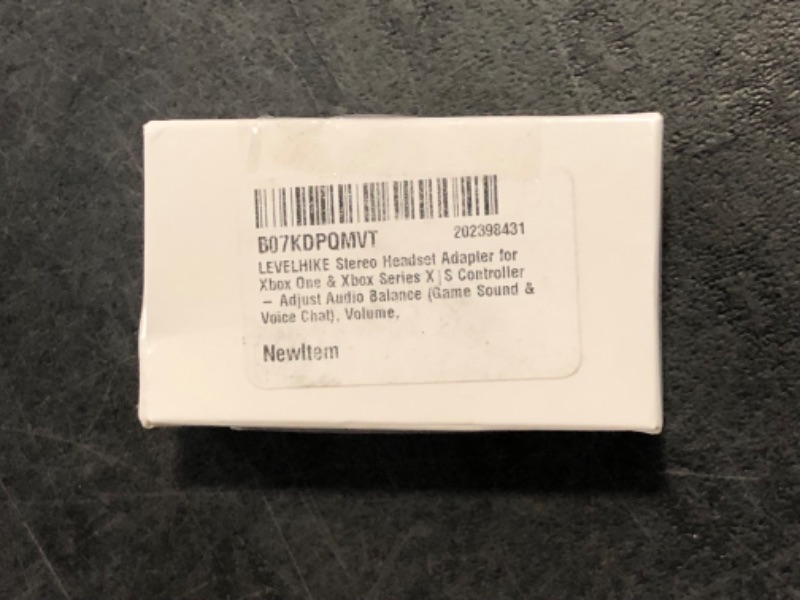 B07KDPQMVT 202398431
LEVELHIKE Stereo Headset Adapter for
Xbox One & Xbox Series X|S Controller
– Adjust Audio Balance (Game Sound &
Voice Chat), Volume,
NewItem